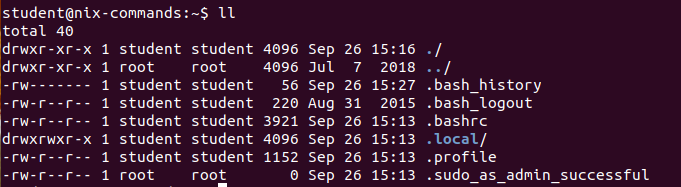 student@nix-commands:~$ ll
total 40
drwxr-xr-x 1 student student 4096 Sep 26 15:16 ./
drwxr-xr-x 1 root    root    4096 Jul  7  2018 ../
-rw------- 1 student student   56 Sep 26 15:27 .bash_history
-rw-r--r-- 1 student student  220 Aug 31  2015 .bash_logout
-rw-r--r-- 1 student student 3921 Sep 26 15:13 .bashrc
drwxrwxr-x 1 student student 4096 Sep 26 15:13 .local/
-rw-r--r-- 1 student student 1152 Sep 26 15:13 .profile
-rw-r--r-- 1 root    root       0 Sep 26 15:13 .sudo_as_admin_successful